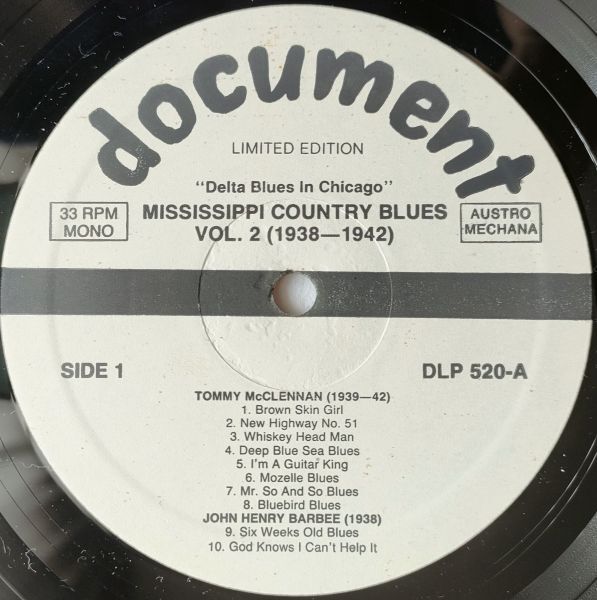 document
LIMITED EDITION
"Delta Blues In Chicago"
33 RPM
MONO
MISSISSIPPI COUNTRY BLUES
VOL. 2 (1938—1942)
AUSTRO
MECHANA
SIDE 1
DLP 520-A
TOMMY McCLENNAN (1939—42)
1. Brown Skin Girl
2. New Highway No. 51
3. Whiskey Head Man
4. Deep Blue Sea Blues
5. I'm A Guitar King
6. Mozelle Blues
7. Mr. So And So Blues
8. Bluebird Blues
JOHN HENRY BARBEE (1938)
9. Six Weeks Old Blues
10. God Knows I Can't Help It